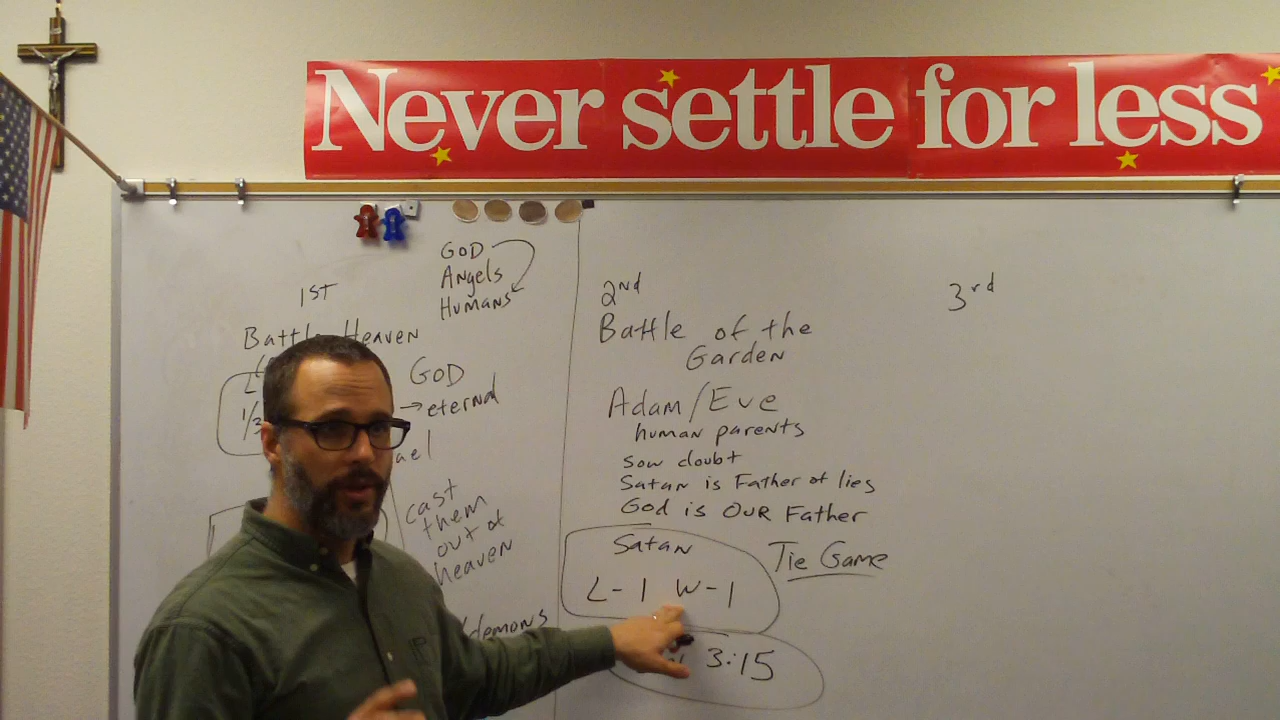 Never settle for less
GOD
Angels
Humans
1ST
Battle Heaven
GOD
→eternal
cast
them
out of
heaven
demons
2nd
Battle of the
Garden
Adam/Eve
human parents
sow doubt
Satan is Father of lies
God is OUR Father
Satan
L-1 W-1
Tie Game
3:15
3rd